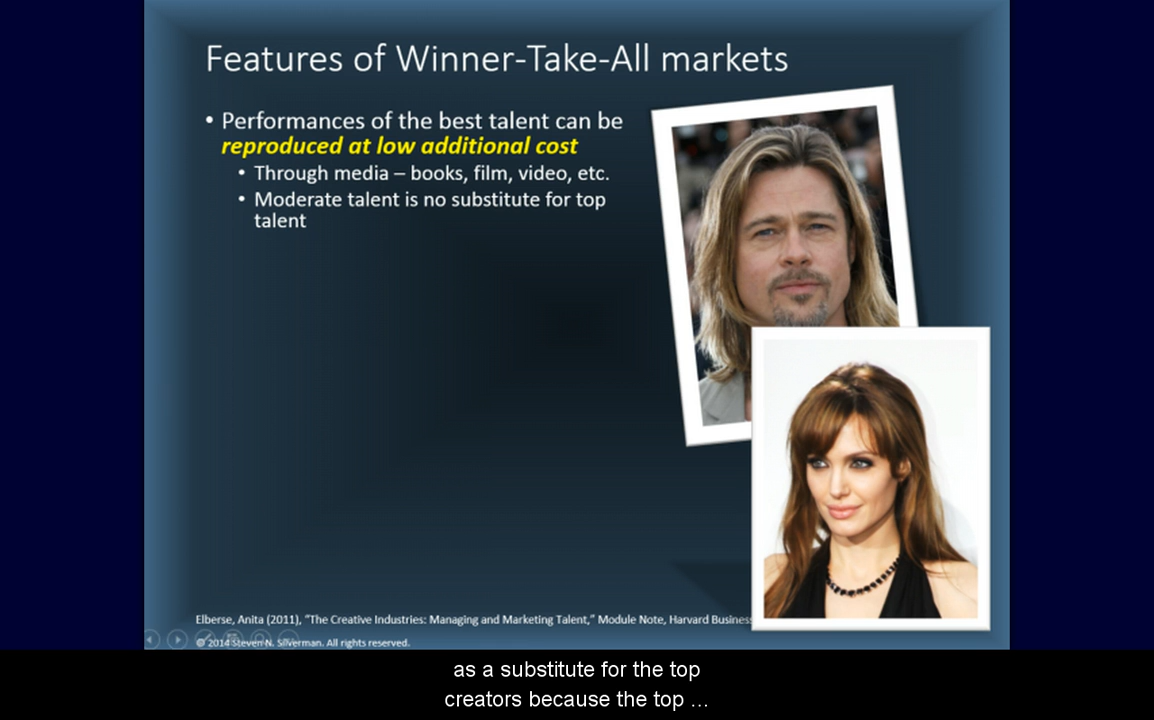 Features of Winner-Take-All markets
• Performances of the best talent can be
reproduced at low additional cost
• Through media – books, film, video, etc.
• Moderate talent is no substitute for top
talent
Elberse, Anita (2011), "The Creative Industries: Managing and Marketing Talent," Module Note, Harvard Business
© 2014 Steven N. Silverman. All rights reserved.
as a substitute for the top
creators because the top ...